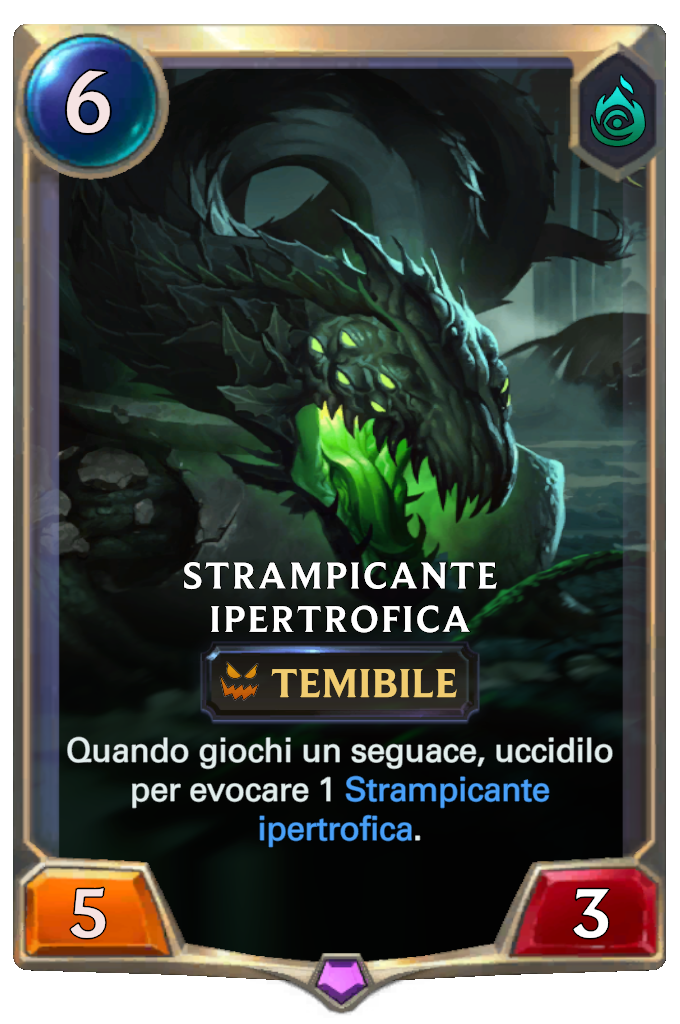 6
STRAMPICANTE
IPERTROFICA
TEMIBILE
Quando giochi un seguace, uccidilo
per evocare 1 Strampicante
ipertrofica.
5
3